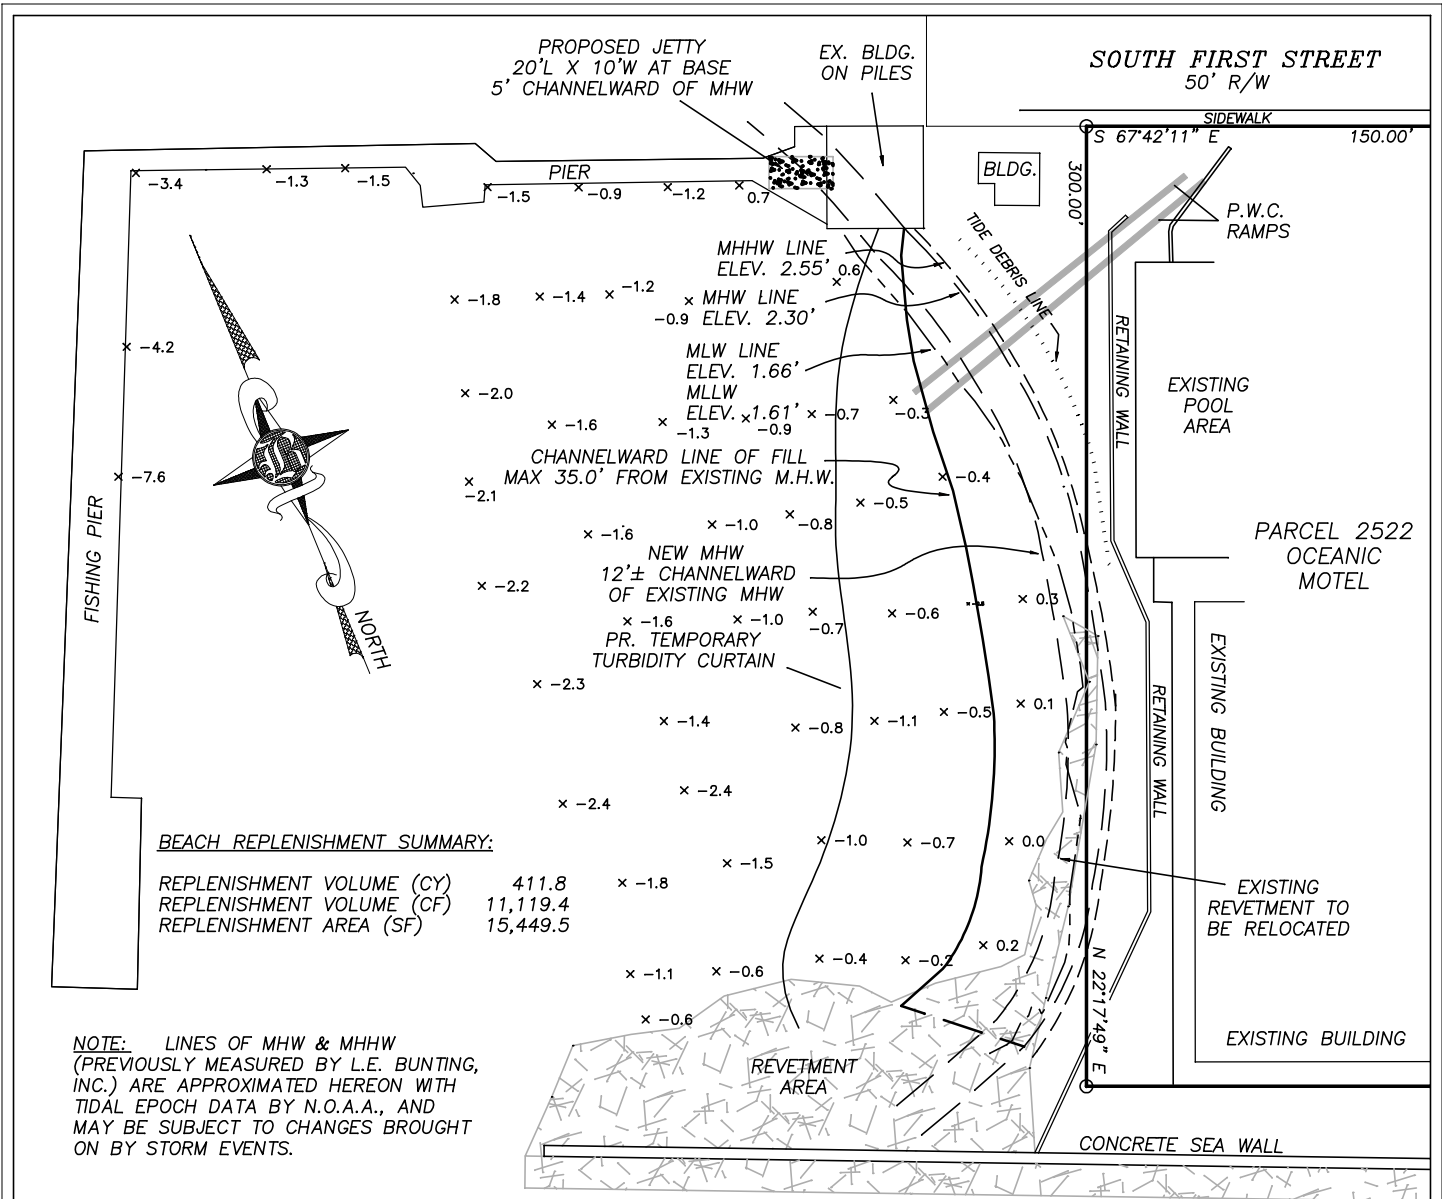 PROPOSED JETTY
20'L X 10'W AT BASE
5' CHANNELWARD OF MHW
EX. BLDG.
ON PILES
SOUTH FIRST STREET
50' R/W
SIDEWALK
S 67°42'11" E
150.00'
300.00'
PIER
BLDG.
P.W.C.
RAMPS
-3.4
-1.3
-1.5
-1.5
-0.9
-1.2
0.7
TIDE DEBRIS LINE
MHHW LINE
ELEV. 2.55'
0.6
-1.8
-1.4
-1.2
-0.9
MHW LINE
ELEV. 2.30'
-4.2
MLW LINE
ELEV. 1.66'
MLLW
ELEV. 1.61'
RETAINING WALL
EXISTING
POOL
AREA
-2.0
-1.6
-1.3
-0.9
-0.7
-0.3
CHANNELWARD LINE OF FILL
MAX 35.0' FROM EXISTING M.H.W.
-7.6
-2.1
-0.4
-0.5
-1.6
-1.0
-0.8
FISHING PIER
NORTH
NEW MHW
12'± CHANNELWARD
OF EXISTING MHW
PARCEL 2522
OCEANIC
MOTEL
-2.2
-1.6
-1.0
-0.7
-0.6
0.3
PR. TEMPORARY
TURBIDITY CURTAIN
-2.3
-1.4
-0.8
-1.1
-0.5
0.1
RETAINING WALL
EXISTING BUILDING
-2.4
-2.4
-1.0
-0.7
0.0
-1.5
-1.8
BEACH REPLENISHMENT SUMMARY:
REPLENISHMENT VOLUME (CY) 411.8
REPLENISHMENT VOLUME (CF) 11,119.4
REPLENISHMENT AREA (SF) 15,449.5
EXISTING
REVETMENT TO
BE RELOCATED
-1.1
-0.6
-0.4
-0.2
0.2
-0.6
N 22°17'49" E
EXISTING BUILDING
NOTE: LINES OF MHW & MHHW
(PREVIOUSLY MEASURED BY L.E. BUNTING,
INC.) ARE APPROXIMATED HEREON WITH
TIDAL EPOCH DATA BY N.O.A.A., AND
MAY BE SUBJECT TO CHANGES BROUGHT
ON BY STORM EVENTS.
REVETMENT
AREA
CONCRETE SEA WALL